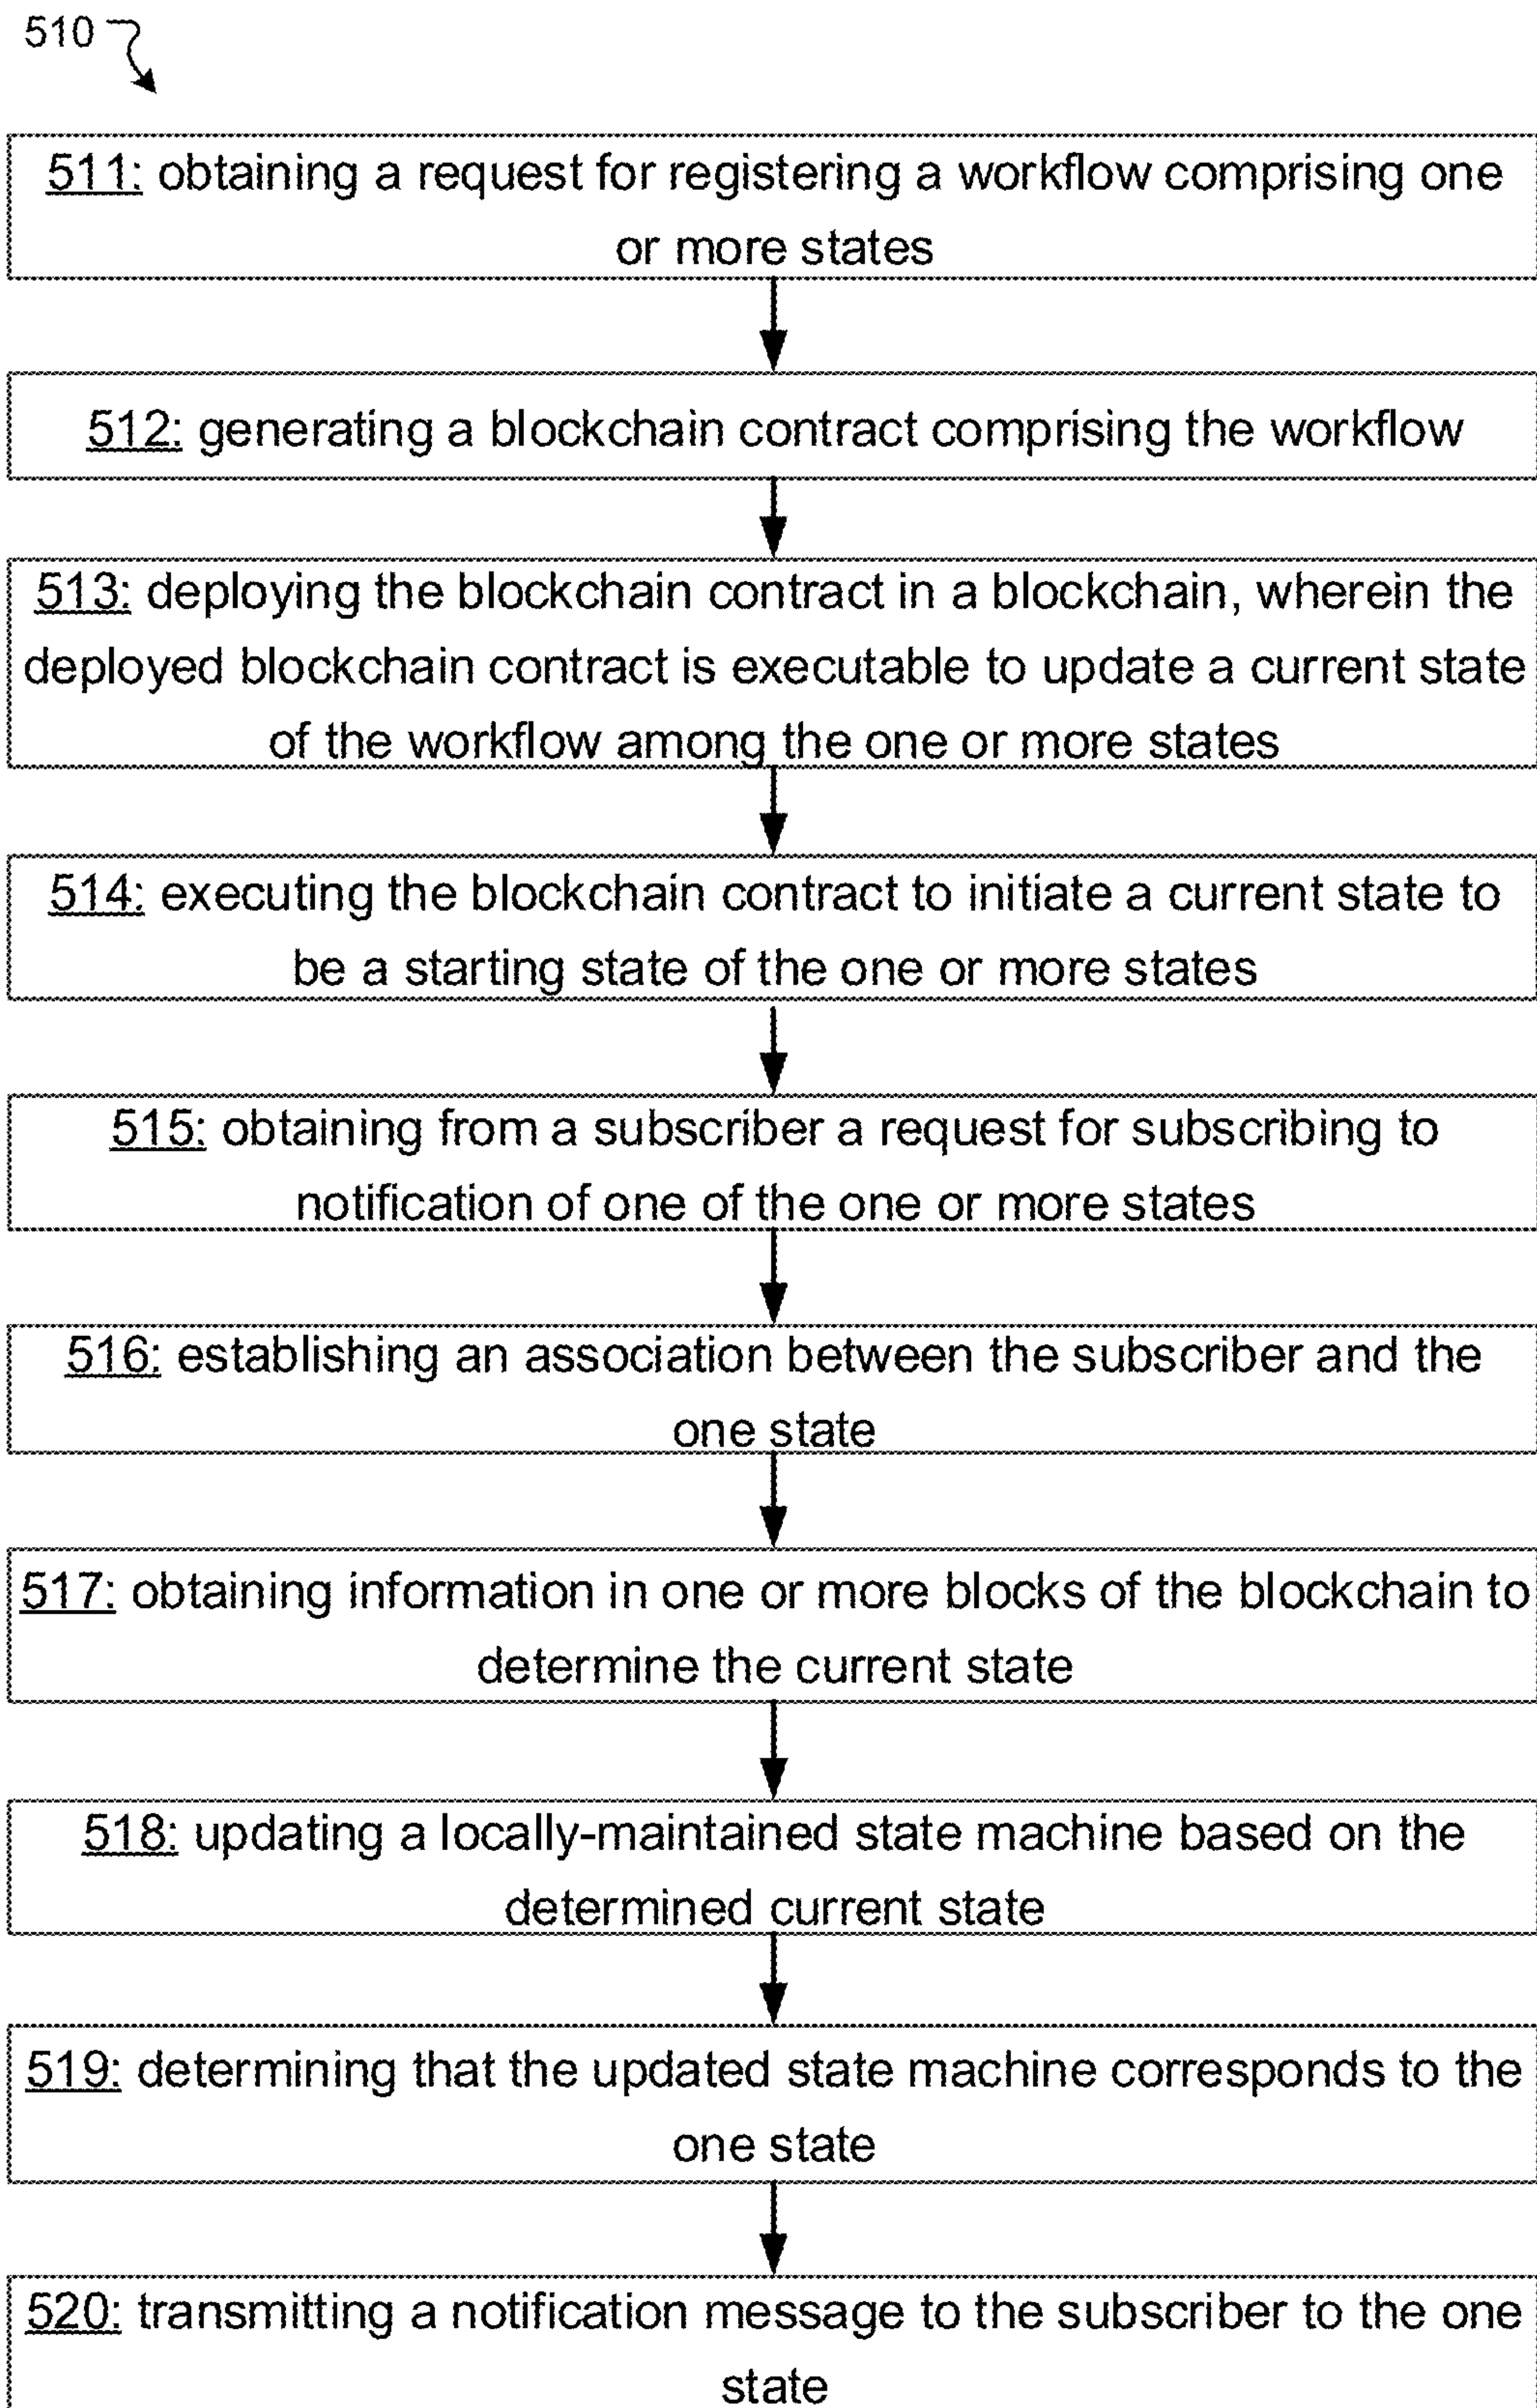 510
511: obtaining a request for registering a workflow comprising one
or more states
512: generating a blockchain contract comprising the workflow
513: deploying the blockchain contract in a blockchain, wherein the
deployed blockchain contract is executable to update a current state
of the workflow among the one or more states
514: executing the blockchain contract to initiate a current state to
be a starting state of the one or more states
515: obtaining from a subscriber a request for subscribing to
notification of one of the one or more states
516: establishing an association between the subscriber and the
one state
517: obtaining information in one or more blocks of the blockchain to
determine the current state
518: updating a locally-maintained state machine based on the
determined current state
519: determining that the updated state machine corresponds to the
one state
520: transmitting a notification message to the subscriber to the one
state